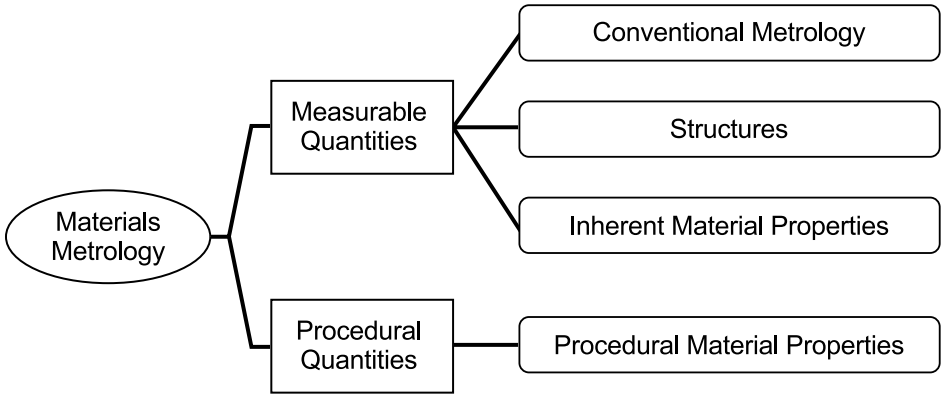 Materials
Metrology
Measurable
Quantities
Conventional Metrology
Structures
Inherent Material Properties
Procedural
Quantities
Procedural Material Properties